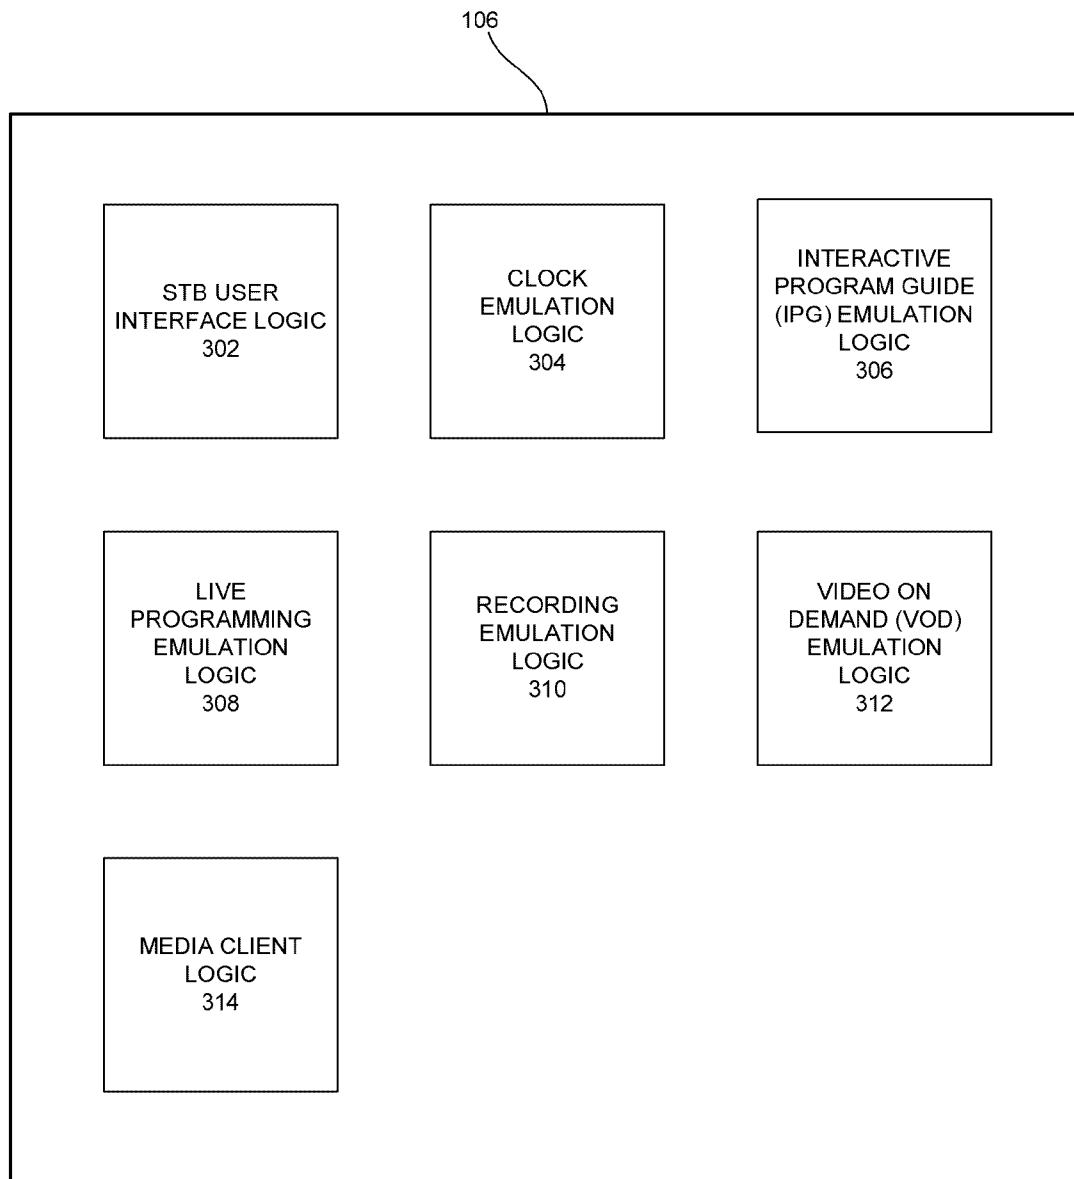 106
STB USER
INTERFACE LOGIC
302
CLOCK
EMULATION
LOGIC
304
INTERACTIVE
PROGRAM GUIDE
(IPG) EMULATION
LOGIC
306
LIVE
PROGRAMMING
EMULATION
LOGIC
308
RECORDING
EMULATION
LOGIC
310
VIDEO ON
DEMAND (VOD)
EMULATION
LOGIC
312
MEDIA CLIENT
LOGIC
314